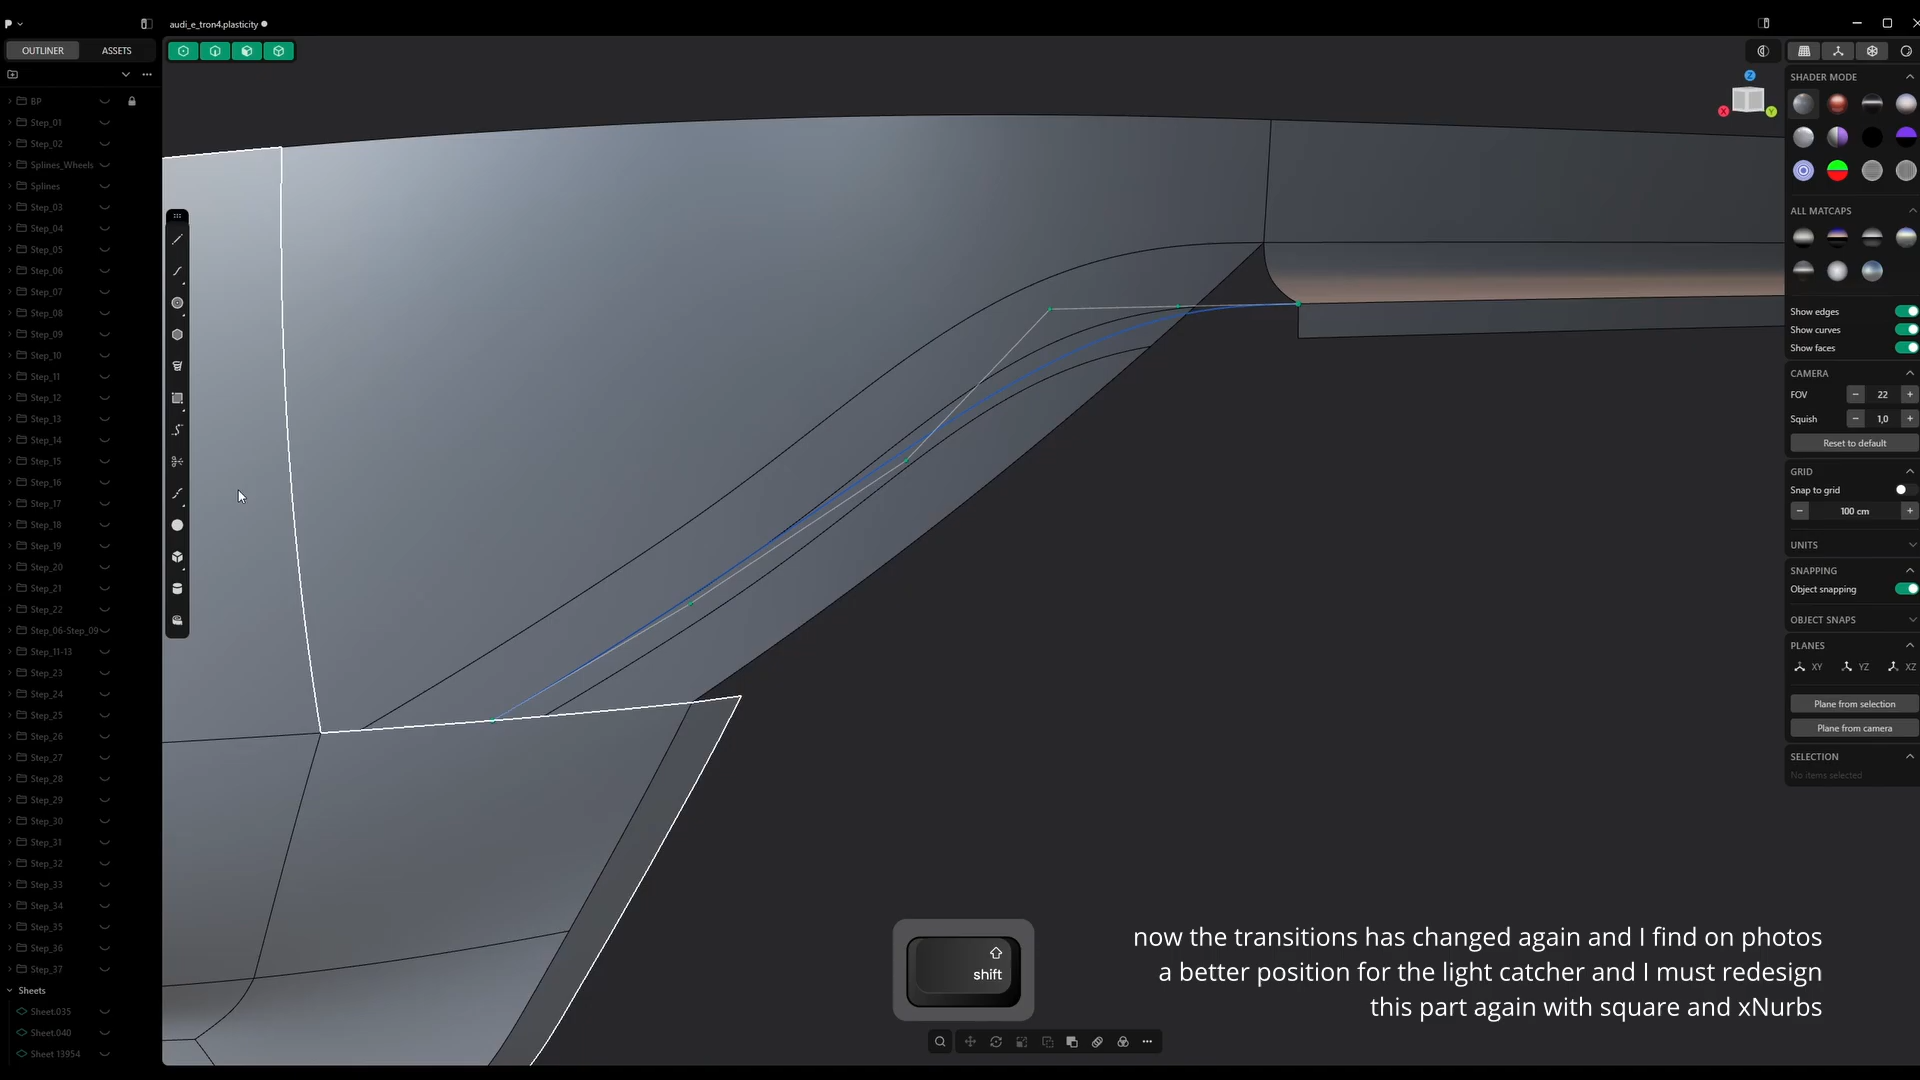 audi_e_tron4.plasticity
OUTLINER
ASSETS
BP
Step_01
Step_02
Splines_Wheels
Splines
Step_03
Step_04
Step_05
Step_06
Step_07
Step_08
Step_09
Step_10
Step_11
Step_12
Step_13
Step_14
Step_15
Step_16
Step_17
Step_18
Step_19
Step_20
Step_21
Step_22
Step_06-Step_09
Step_11-13
Step_23
Step_24
Step_25
Step_26
Step_27
Step_28
Step_29
Step_30
Step_31
Step_32
Step_33
Step_34
Step_35
Step_36
Step_37
Sheets
Sheet.035
Sheet.040
Sheet 13954
Z
X
Y
SHADER MODE
ALL MATCAPS
Show edges
Show curves
Show faces
CAMERA
FOV
22
Squish
1,0
Reset to default
GRID
Snap to grid
100 cm
UNITS
SNAPPING
Object snapping
OBJECT SNAPS
PLANES
XY
YZ
XZ
Plane from selection
Plane from camera
SELECTION
No items selected
shift
now the transitions has changed again and I find on photos
a better position for the light catcher and I must redesign
this part again with square and xNurbs